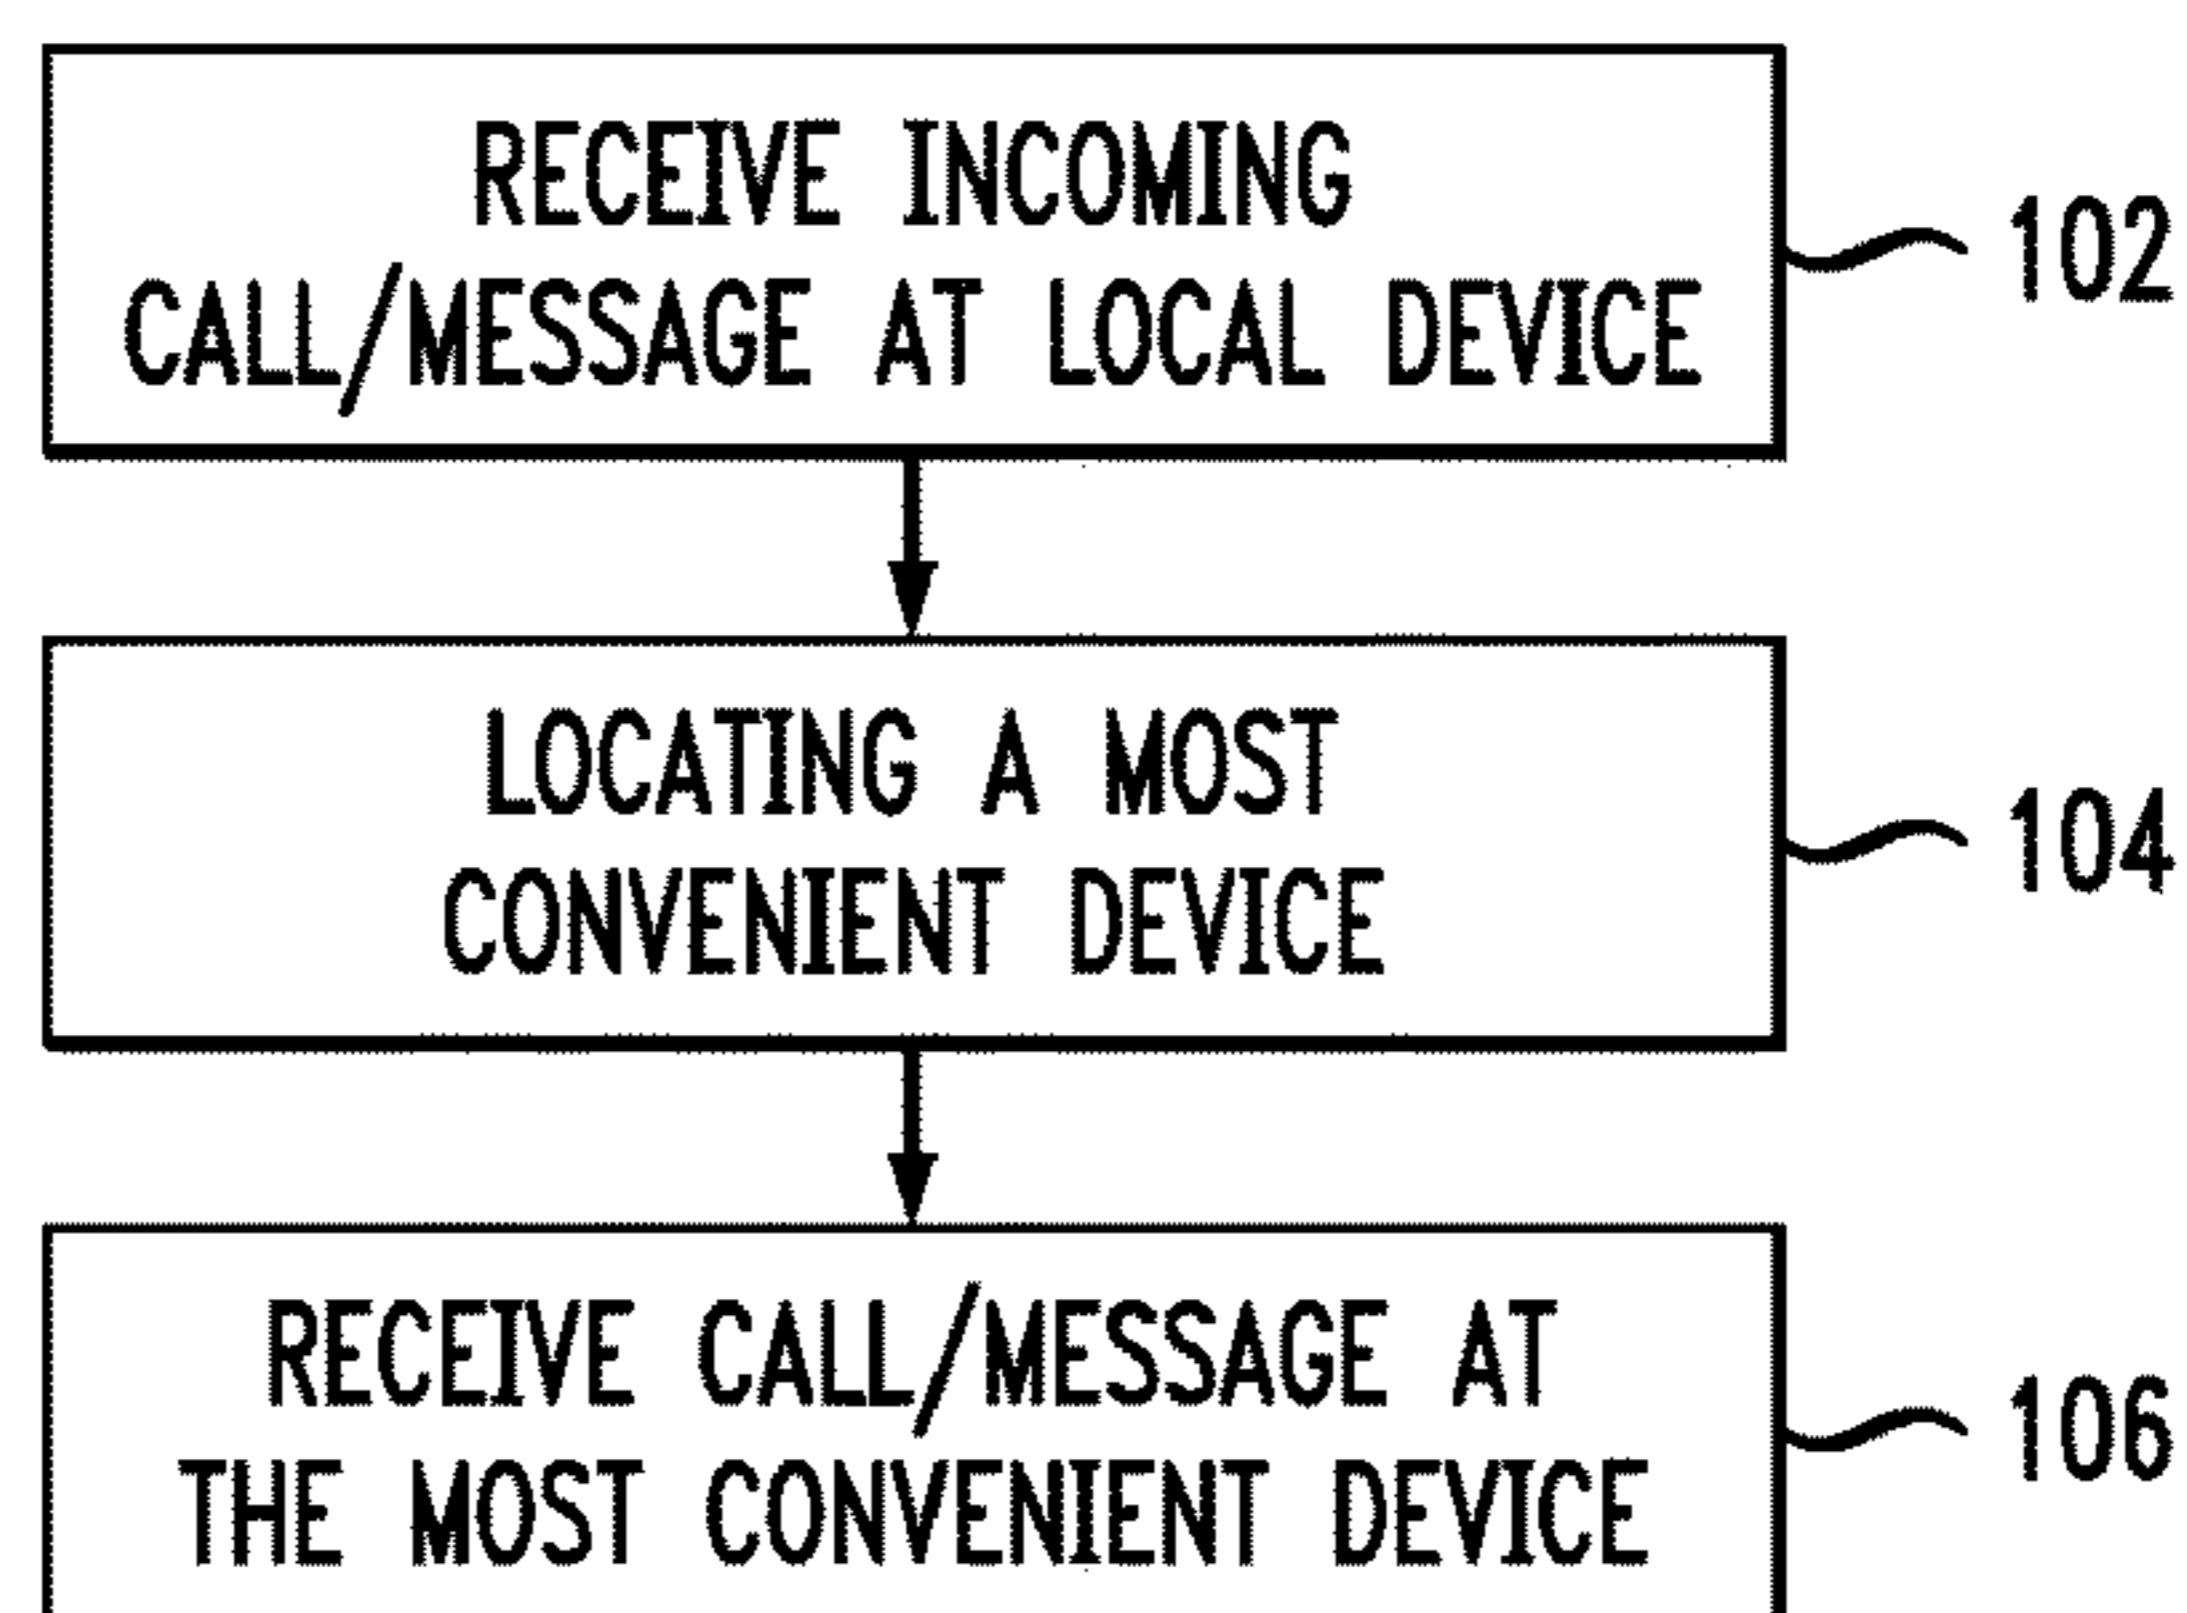 RECEIVE INCOMING
CALL/MESSAGE AT LOCAL DEVICE
102
LOCATING A MOST
CONVENIENT DEVICE
104
RECEIVE CALL/MESSAGE AT
THE MOST CONVENIENT DEVICE
106